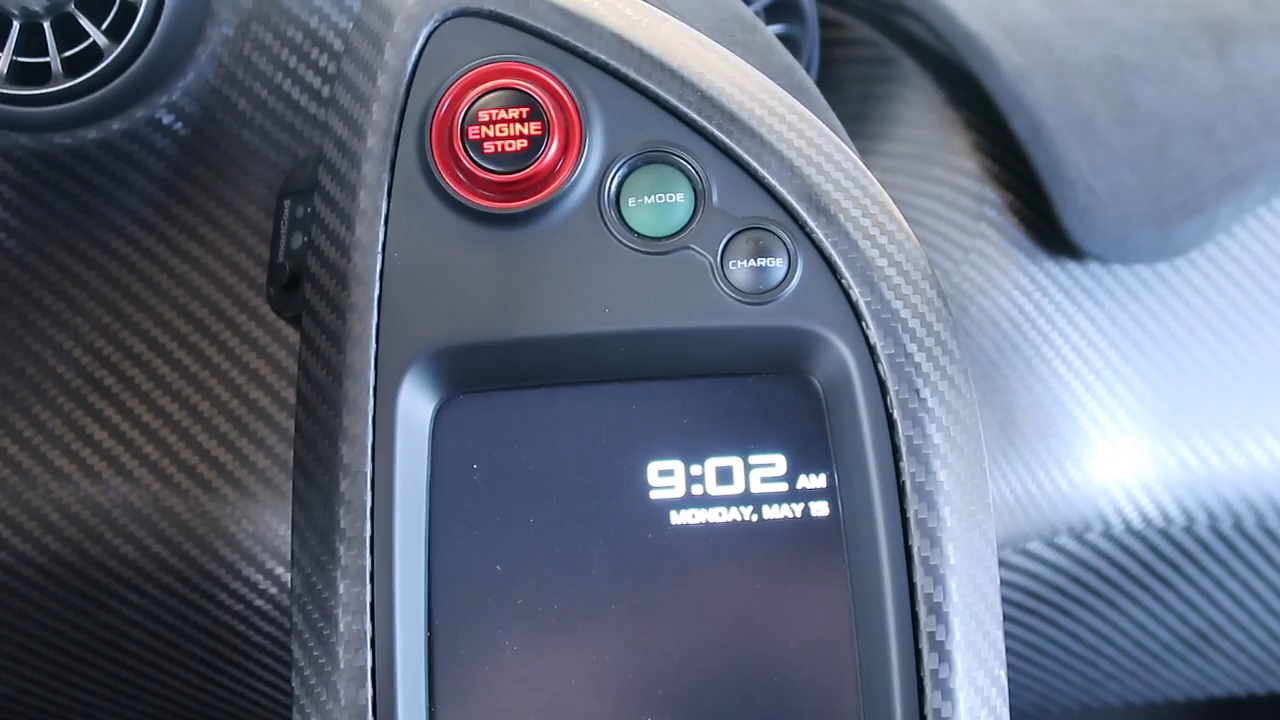 START
ENGINE
STOP
E-MODE
CHARGE
9:02 AM
MONDAY, MAY 15